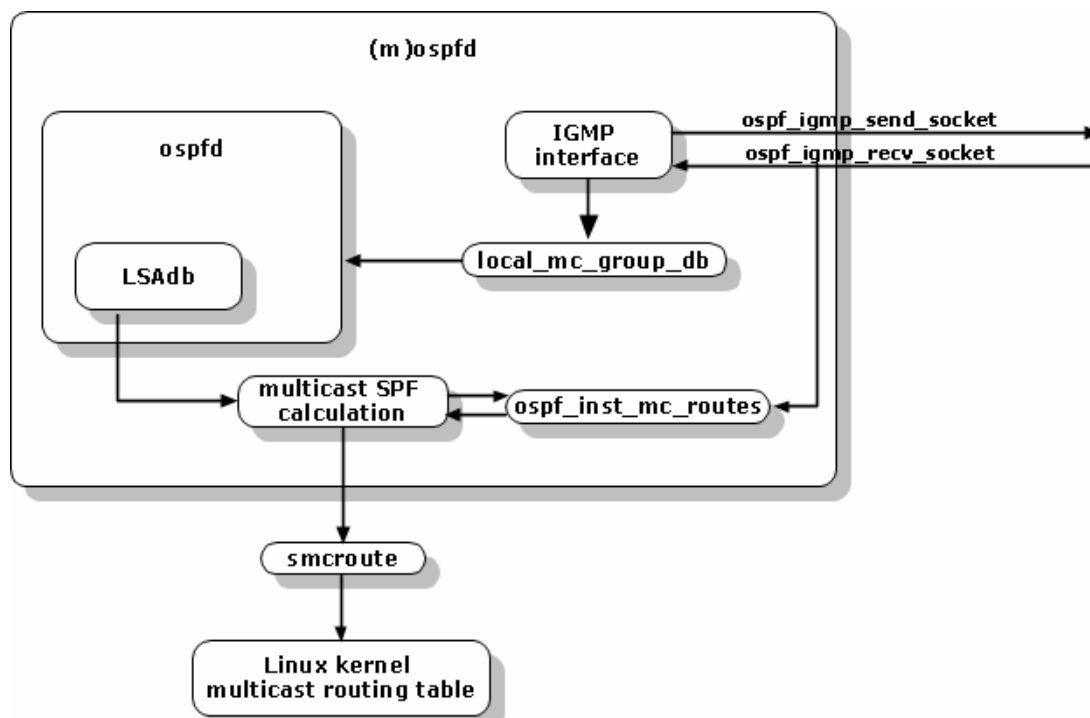 (m)ospfd
ospfd
IGMP
interface
ospf_igmp_send_socket
ospf_igmp_recv_socket
LSAdb
local_mc_group_db
multicast SPF
calculation
ospf_inst_mc_routes
smcroute
Linux kernel
multicast routing table